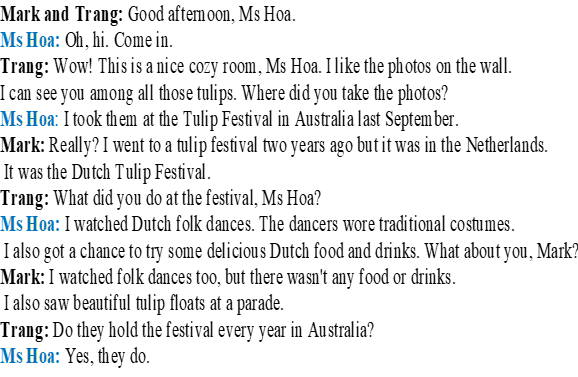 Mark and Trang: Good afternoon, Ms Hoa.
Ms Hoa: Oh, hi. Come in.
Trang: Wow! This is a nice cozy room, Ms Hoa. I like the photos on the wall.
I can see you among all those tulips. Where did you take the photos?
Ms Hoa: I took them at the Tulip Festival in Australia last September.
Mark: Really? I went to a tulip festival two years ago but it was in the Netherlands.
It was the Dutch Tulip Festival.
Trang: What did you do at the festival, Ms Hoa?
Ms Hoa: I watched Dutch folk dances. The dancers wore traditional costumes.
I also got a chance to try some delicious Dutch food and drinks. What about you, Mark?
Mark: I watched folk dances too, but there wasn't any food or drinks.
I also saw beautiful tulip floats at a parade.
Trang: Do they hold the festival every year in Australia?
Ms Hoa: Yes, they do.